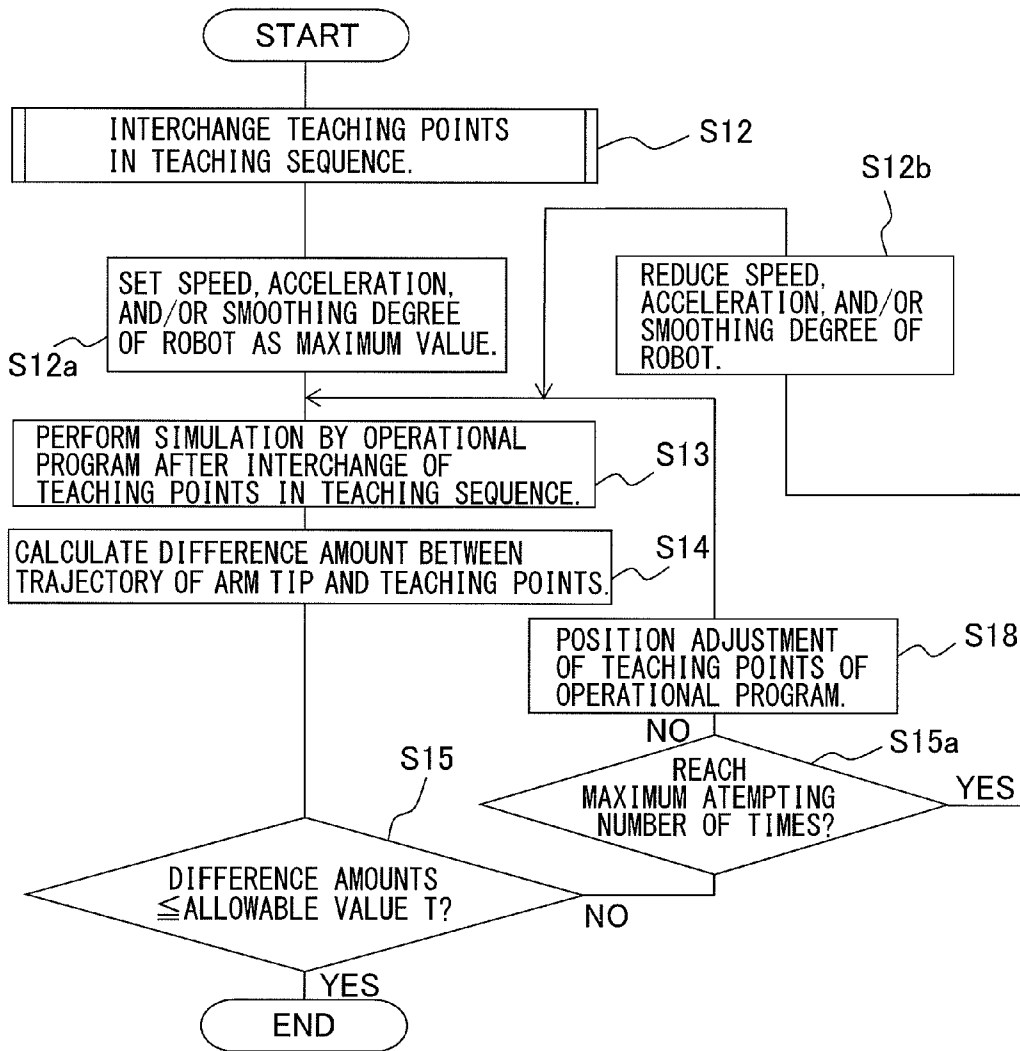 START
INTERCHANGE TEACHING POINTS
IN TEACHING SEQUENCE.
S12
S12b
SET SPEED, ACCELERATION,
AND/OR SMOOTHING DEGREE
OF ROBOT AS MAXIMUM VALUE.
S12a
REDUCE SPEED,
ACCELERATION, AND/OR
SMOOTHING DEGREE OF
ROBOT.
PERFORM SIMULATION BY OPERATIONAL
PROGRAM AFTER INTERCHANGE OF
TEACHING POINTS IN TEACHING SEQUENCE.
S13
CALCULATE DIFFERENCE AMOUNT BETWEEN
TRAJECTORY OF ARM TIP AND TEACHING POINTS.
S14
POSITION ADJUSTMENT
OF TEACHING POINTS OF
OPERATIONAL PROGRAM.
S18
NO
S15a
REACH
MAXIMUM ATEMPTING
NUMBER OF TIMES?
YES
S15
DIFFERENCE AMOUNTS
≦ALLOWABLE VALUE T?
NO
YES
END